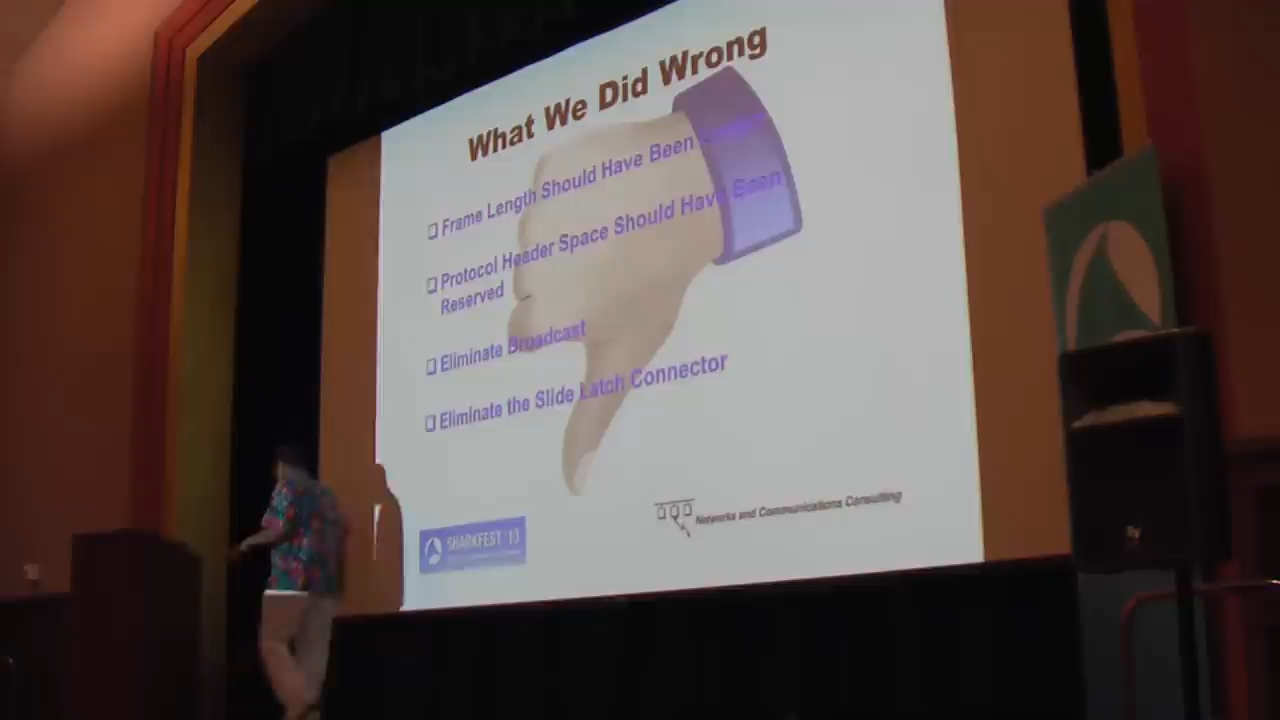 What We Did Wrong
Frame Length Should Have Been
Protocol Header Space Should Have Been
Reserved
Eliminate Broadcast
Eliminate the Slide Latch Connector
SHARKFEST '13
Networks and Communications Consulting